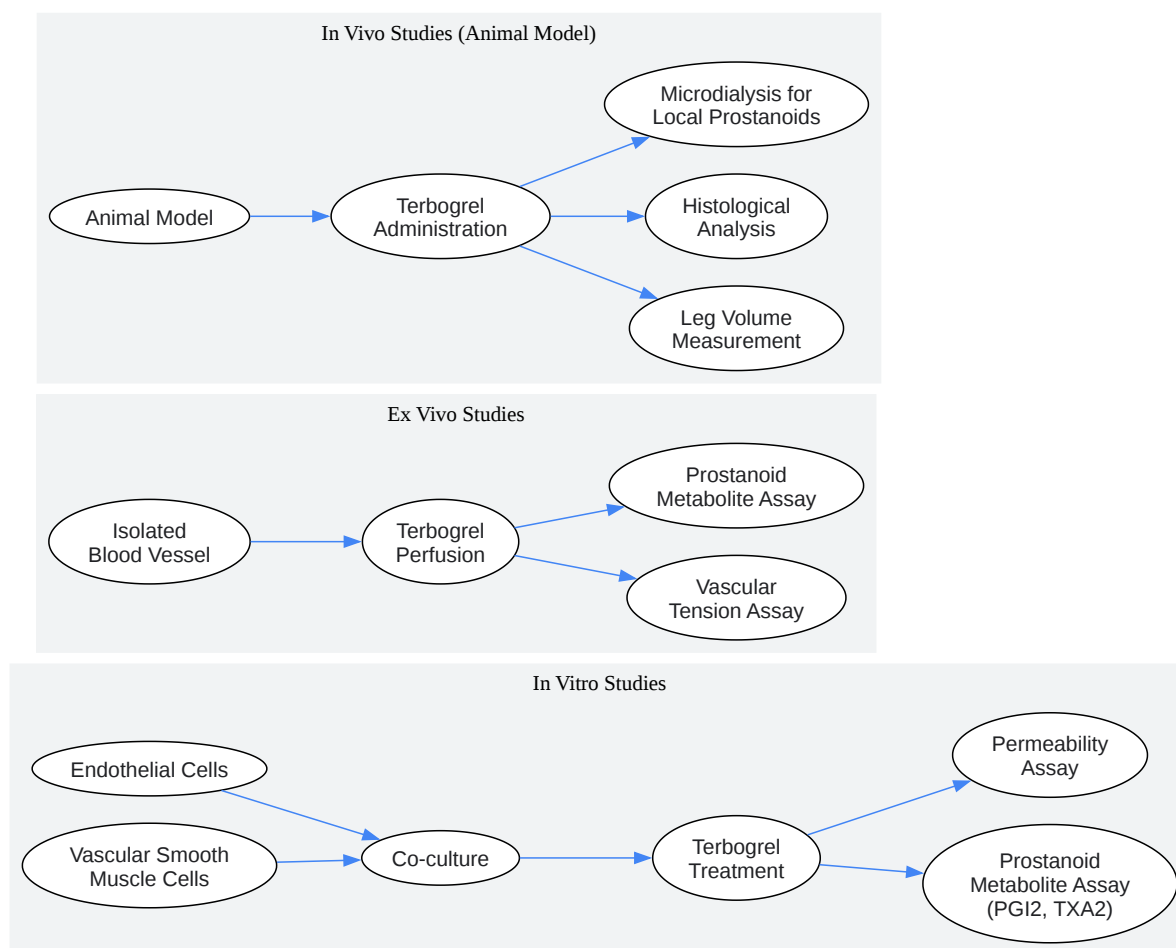 In Vivo Studies (Animal Model)
Microdialysis for
Local Prostanoids
Animal Model
Terbogrel
Administration
Histological
Analysis
Leg Volume
Measurement
Ex Vivo Studies
Isolated
Blood Vessel
Terbogrel
Perfusion
Prostanoid
Metabolite Assay
Vascular
Tension Assay
In Vitro Studies
Endothelial Cells
Vascular Smooth
Muscle Cells
Co-culture
Terbogrel
Treatment
Permeability
Assay
Prostanoid
Metabolite Assay
(PGI2, TXA2)